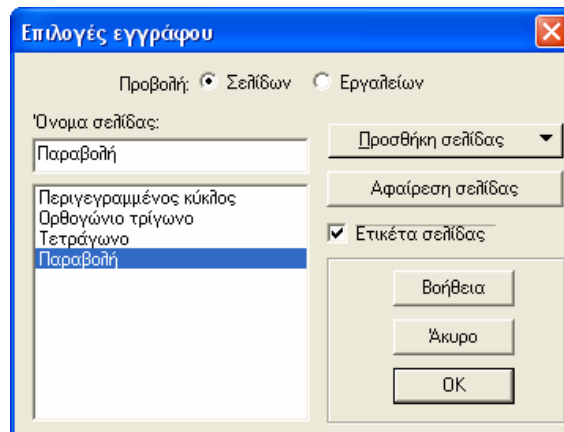 Επιλογές εγγράφου
Προβολή: Σελίδων Εργαλείων
Όνομα σελίδας:
Παραβολή
Περιγεγραμμένος κύκλος
Ορθογώνιο τρίγωνο
Τετράγωνο
Παραβολή
Προσθήκη σελίδας
Αφαίρεση σελίδας
Ετικέτα σελίδας
Βοήθεια
Άκυρο
OK